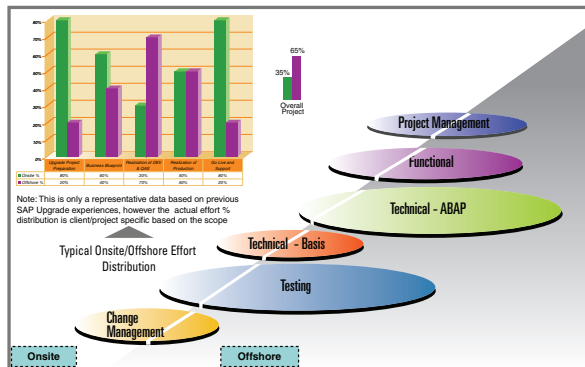 80%
70%
60%
50%
40%
30%
20%
10%
0%
Upgrade Project Preparation
Business Blueprint
Realization of DEV & QAS
Realization of Production
Go-Live and Support
Onsite % 80% 60% 30% 50% 80%
Offshore % 20% 40% 70% 50% 20%
35%
65%
Overall
Project
Note: This is only a representative data based on previous
SAP Upgrade experiences, however the actual effort %
distribution is client/project specific based on the scope
Typical Onsite/Offshore Effort
Distribution
Project Management
Functional
Technical - ABAP
Technical - Basis
Testing
Change
Management
Onsite
Offshore